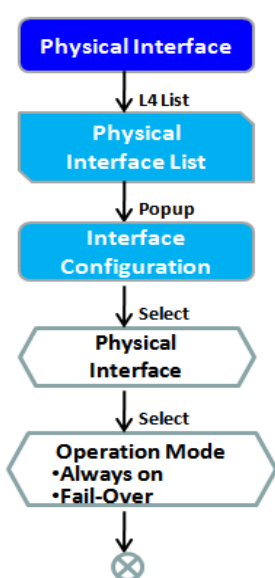 Physical Interface
L4 List
Physical
Interface List
Popup
Interface
Configuration
Select
Physical
Interface
Select
Operation Mode
•Always on
•Fail-Over